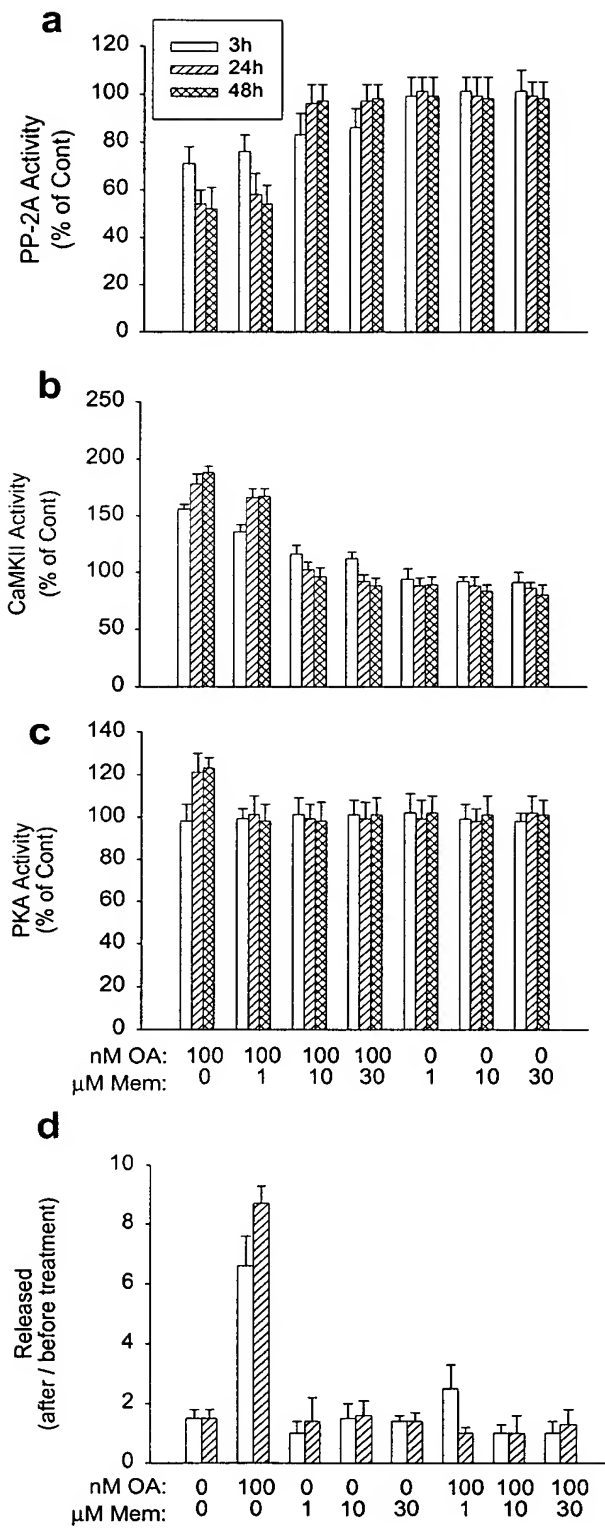 a
3h
24h
48h
PP-2A Activity
(% of Cont)
120
100
80
60
40
20
0
b
CaMKII Activity
(% of Cont)
250
200
150
100
50
0
c
PKA Activity
(% of Cont)
140
120
100
80
60
40
20
0
nM OA: 100 100 100 100 0 0 0
μM Mem: 0 1 10 30 1 10 30
d
Released
(after / before treatment)
10
8
6
4
2
0
nM OA: 0 100 0 0 0 100 100 100
μM Mem: 0 0 1 10 30 1 10 30